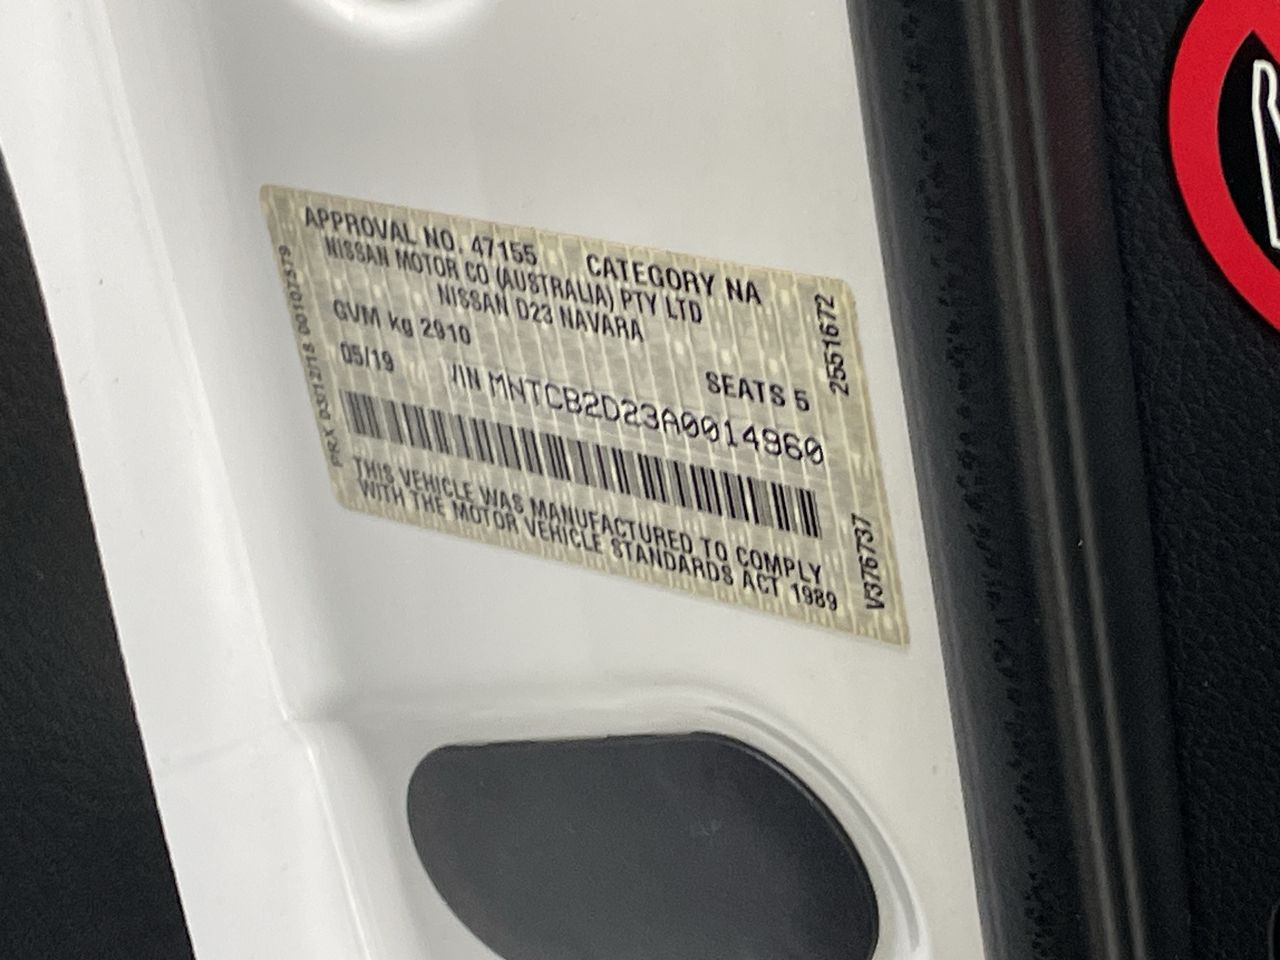 APPROVAL NO. 47155 CATEGORY NA
NISSAN MOTOR CO (AUSTRALIA) PTY LTD
NISSAN D23 NAVARA
GVM kg 2910 SEATS 5
05/19 VIN MNTCB2D23A0014960
THIS VEHICLE WAS MANUFACTURED TO COMPLY
WITH THE MOTOR VEHICLE STANDARDS ACT 1989
2551672
V376737